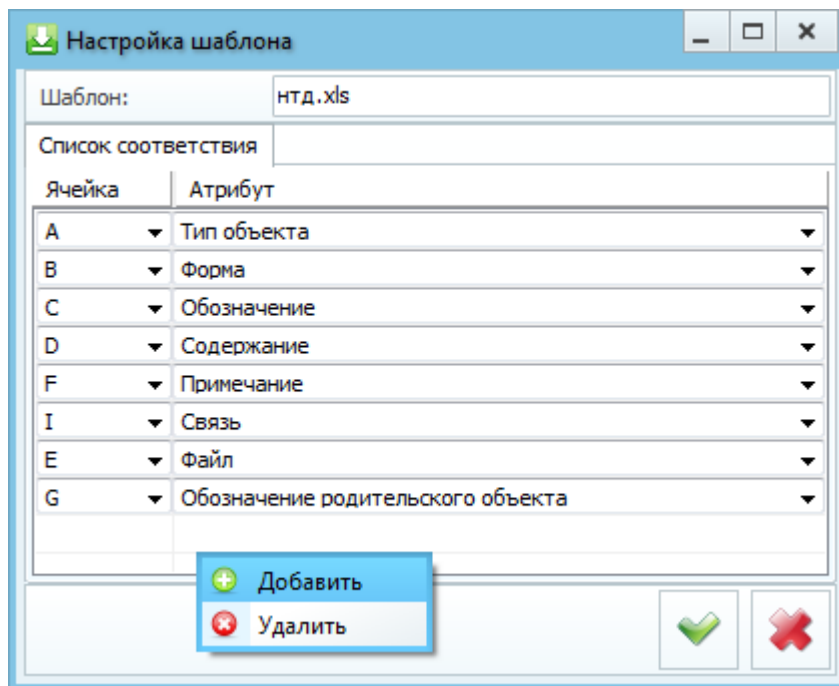 Настройка шаблона
Шаблон: нтд.xls
Список соответствия
Ячейка Атрибут
A Тип объекта
B Форма
C Обозначение
D Содержание
F Примечание
I Связь
E Файл
G Обозначение родительского объекта
Добавить
Удалить